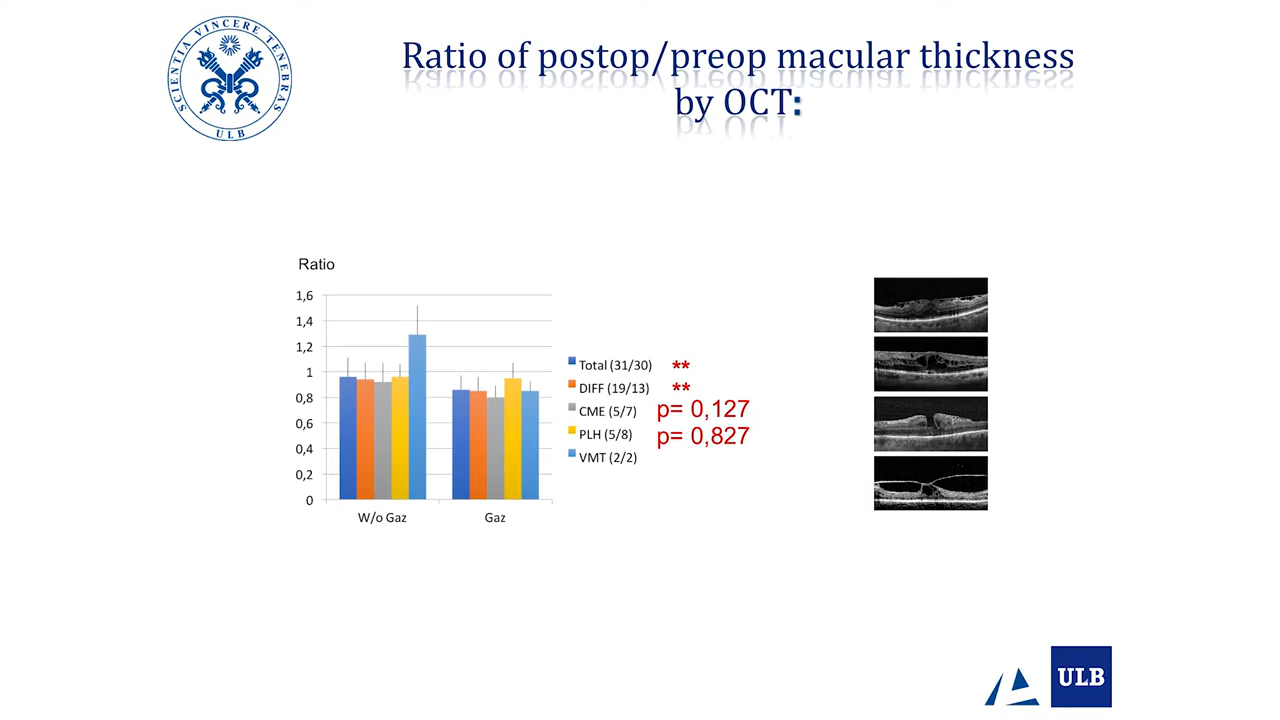 SCIENTIA VINCERE TENEBRAS
ULB
Ratio of postop/preop macular thickness
by OCT:
Ratio
1,6
1,4
1,2
1
0,8
0,6
0,4
0,2
0
W/o Gaz
Gaz
Total (31/30) **
DIFF (19/13) **
CME (5/7) p= 0,127
PLH (5/8) p= 0,827
VMT (2/2)
ULB